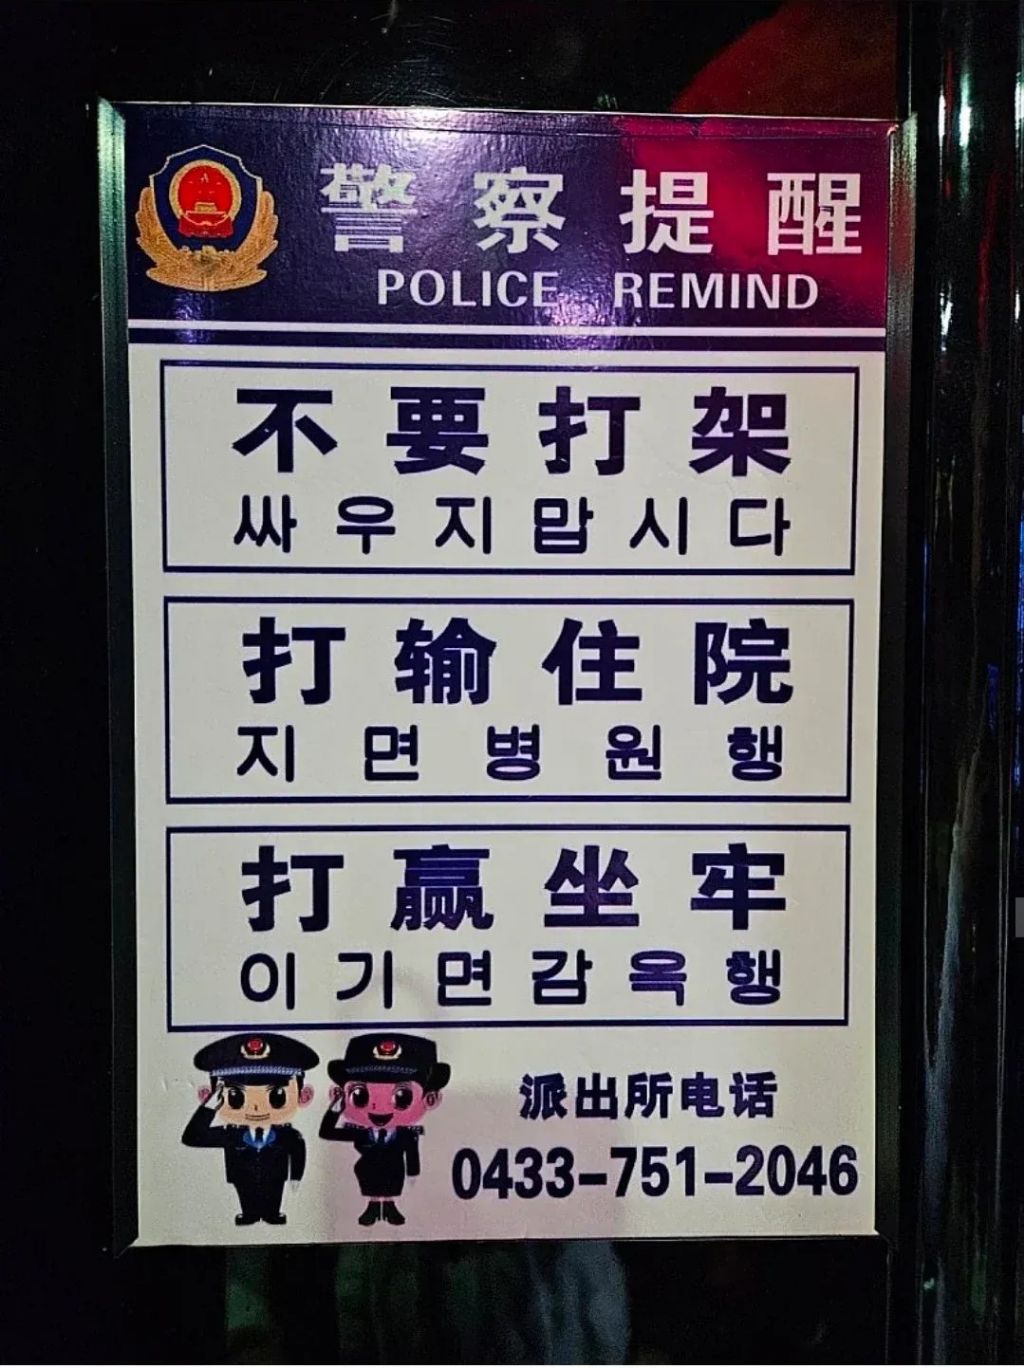 警察提醒
POLICE REMIND
不要打架
싸우지맙시다
打输住院
지면병원행
打赢坐牢
이기면감옥행
派出所电话
0433-751-2046